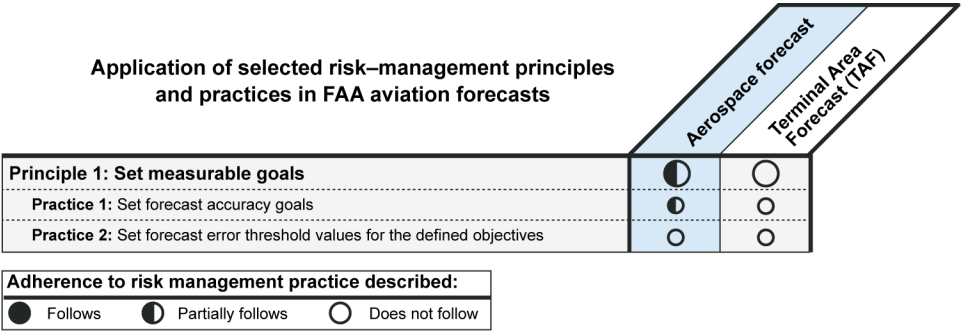 Application of selected risk–management principles
and practices in FAA aviation forecasts
Aerospace forecast
Terminal Area
Forecast (TAF)
Principle 1: Set measurable goals
Practice 1: Set forecast accuracy goals
Practice 2: Set forecast error threshold values for the defined objectives
Adherence to risk management practice described:
Follows Partially follows Does not follow